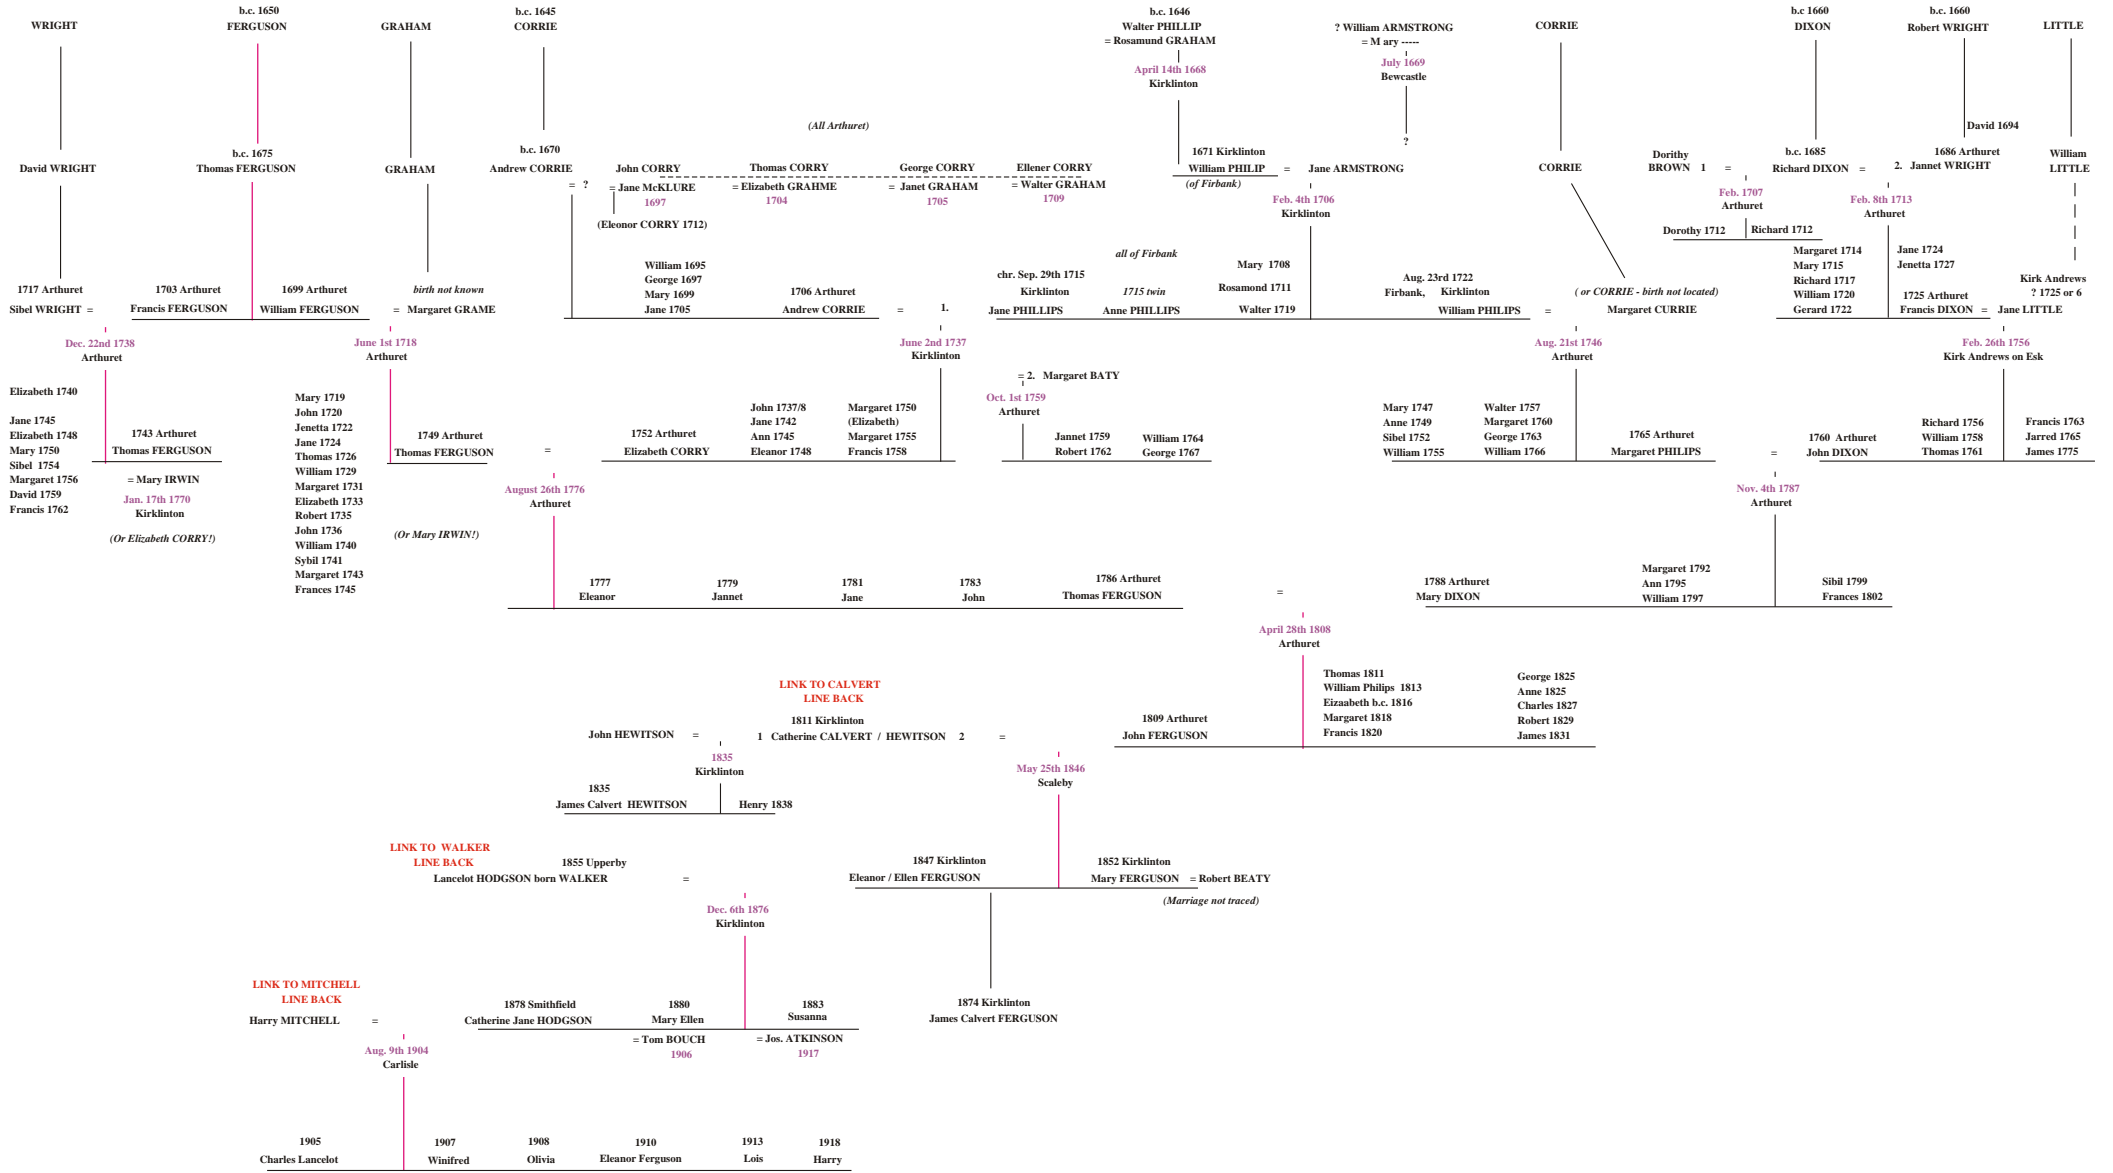 WRIGHT
b.c. 1650
FERGUSON
GRAHAM
b.c. 1645
CORRIE
b.c. 1646
Walter PHILLIP
= Rosamund GRAHAM
April 14th 1668
Kirklinton
? William ARMSTRONG
= M ary -----
July 1669
Bewcastle
?
CORRIE
b.c 1660
DIXON
b.c. 1660
Robert WRIGHT
LITTLE
(All Arthuret)
David 1694
David WRIGHT
b.c. 1675
Thomas FERGUSON
GRAHAM
b.c. 1670
Andrew CORRIE
= ?
John CORRY
= Jane McKLURE
1697
(Eleonor CORRY 1712)
Thomas CORRY
= Elizabeth GRAHME
1704
George CORRY
= Janet GRAHAM
1705
Ellener CORRY
= Walter GRAHAM
1709
1671 Kirklinton
William PHILIP = Jane ARMSTRONG
(of Firbank)
Feb. 4th 1706
Kirklinton
CORRIE
Dorithy
BROWN 1 =
b.c. 1685
Richard DIXON =
1686 Arthuret
2. Jannet WRIGHT
William
LITTLE
Feb. 1707
Arthuret
Feb. 8th 1713
Arthuret
Dorothy 1712
Richard 1712
Margaret 1714
Mary 1715
Richard 1717
William 1720
Gerard 1722
Jane 1724
Jenetta 1727
1717 Arthuret
Sibel WRIGHT =
1703 Arthuret
Francis FERGUSON
1699 Arthuret
William FERGUSON
birth not known
= Margaret GRAME
William 1695
George 1697
Mary 1699
Jane 1705
1706 Arthuret
Andrew CORRIE = 1.
all of Firbank
chr. Sep. 29th 1715
Kirklinton
Jane PHILLIPS
1715 twin
Anne PHILLIPS
Mary 1708
Rosamond 1711
Walter 1719
Aug. 23rd 1722
Firbank, Kirklinton
William PHILIPS =
( or CORRIE - birth not located)
Margaret CURRIE
1725 Arthuret
Francis DIXON =
Kirk Andrews
? 1725 or 6
Jane LITTLE
Dec. 22nd 1738
Arthuret
June 1st 1718
Arthuret
June 2nd 1737
Kirklinton
= 2. Margaret BATY
Oct. 1st 1759
Arthuret
Aug. 21st 1746
Arthuret
Feb. 26th 1756
Kirk Andrews on Esk
Elizabeth 1740
Jane 1745
Elizabeth 1748
Mary 1750
Sibel 1754
Margaret 1756
David 1759
Francis 1762
1743 Arthuret
Thomas FERGUSON
= Mary IRWIN
Jan. 17th 1770
Kirklinton
(Or Elizabeth CORRY!)
Mary 1719
John 1720
Jenetta 1722
Jane 1724
Thomas 1726
William 1729
Margaret 1731
Elizabeth 1733
Robert 1735
John 1736
William 1740
Sybil 1741
Margaret 1743
Frances 1745
1749 Arthuret
Thomas FERGUSON =
(Or Mary IRWIN!)
1752 Arthuret
Elizabeth CORRY
John 1737/8
Jane 1742
Ann 1745
Eleanor 1748
Margaret 1750
(Elizabeth)
Margaret 1755
Francis 1758
Jannet 1759
Robert 1762
William 1764
George 1767
Mary 1747
Anne 1749
Sibel 1752
William 1755
Walter 1757
Margaret 1760
George 1763
William 1766
1765 Arthuret
Margaret PHILIPS =
1760 Arthuret
John DIXON
Richard 1756
William 1758
Thomas 1761
Francis 1763
Jarred 1765
James 1775
August 26th 1776
Arthuret
Nov. 4th 1787
Arthuret
1777
Eleanor
1779
Jannet
1781
Jane
1783
John
1786 Arthuret
Thomas FERGUSON =
1788 Arthuret
Mary DIXON
Margaret 1792
Ann 1795
William 1797
Sibil 1799
Frances 1802
April 28th 1808
Arthuret
LINK TO CALVERT
LINE BACK
John HEWITSON =
1811 Kirklinton
1 Catherine CALVERT / HEWITSON 2 =
1809 Arthuret
John FERGUSON
Thomas 1811
William Philips 1813
Eizaabeth b.c. 1816
Margaret 1818
Francis 1820
George 1825
Anne 1825
Charles 1827
Robert 1829
James 1831
1835
Kirklinton
May 25th 1846
Scaleby
1835
James Calvert HEWITSON
Henry 1838
LINK TO WALKER
LINE BACK
1855 Upperby
Lancelot HODGSON born WALKER =
1847 Kirklinton
Eleanor / Ellen FERGUSON
1852 Kirklinton
Mary FERGUSON = Robert BEATY
(Marriage not traced)
Dec. 6th 1876
Kirklinton
LINK TO MITCHELL
LINE BACK
Harry MITCHELL =
1878 Smithfield
Catherine Jane HODGSON
1880
Mary Ellen
= Tom BOUCH
1906
1883
Susanna
= Jos. ATKINSON
1917
1874 Kirklinton
James Calvert FERGUSON
Aug. 9th 1904
Carlisle
1905
Charles Lancelot
1907
Winifred
1908
Olivia
1910
Eleanor Ferguson
1913
Lois
1918
Harry